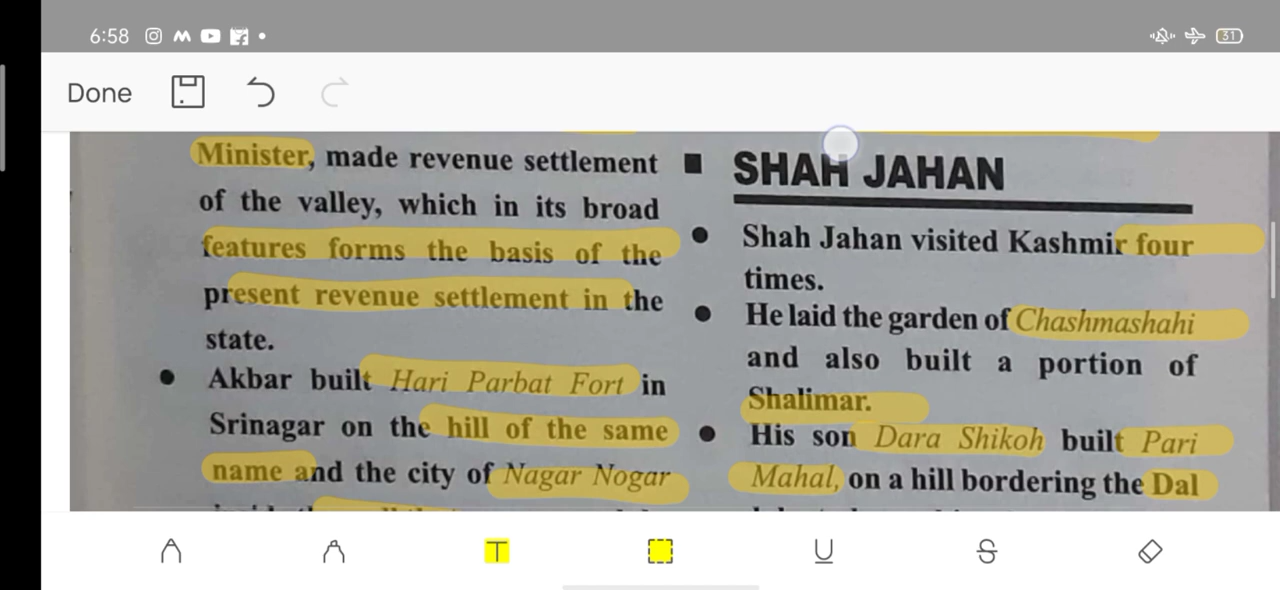 6:58
31
Done
Minister, made revenue settlement
of the valley, which in its broad
features forms the basis of the
present revenue settlement in the
state.
Akbar built Hari Parbat Fort in
Srinagar on the hill of the same
name and the city of Nagar Nogar
SHAH JAHAN
Shah Jahan visited Kashmir four
times.
He laid the garden of Chashmashahi
and also built a portion of
Shalimar.
His son Dara Shikoh built Pari
Mahal, on a hill bordering the Dal